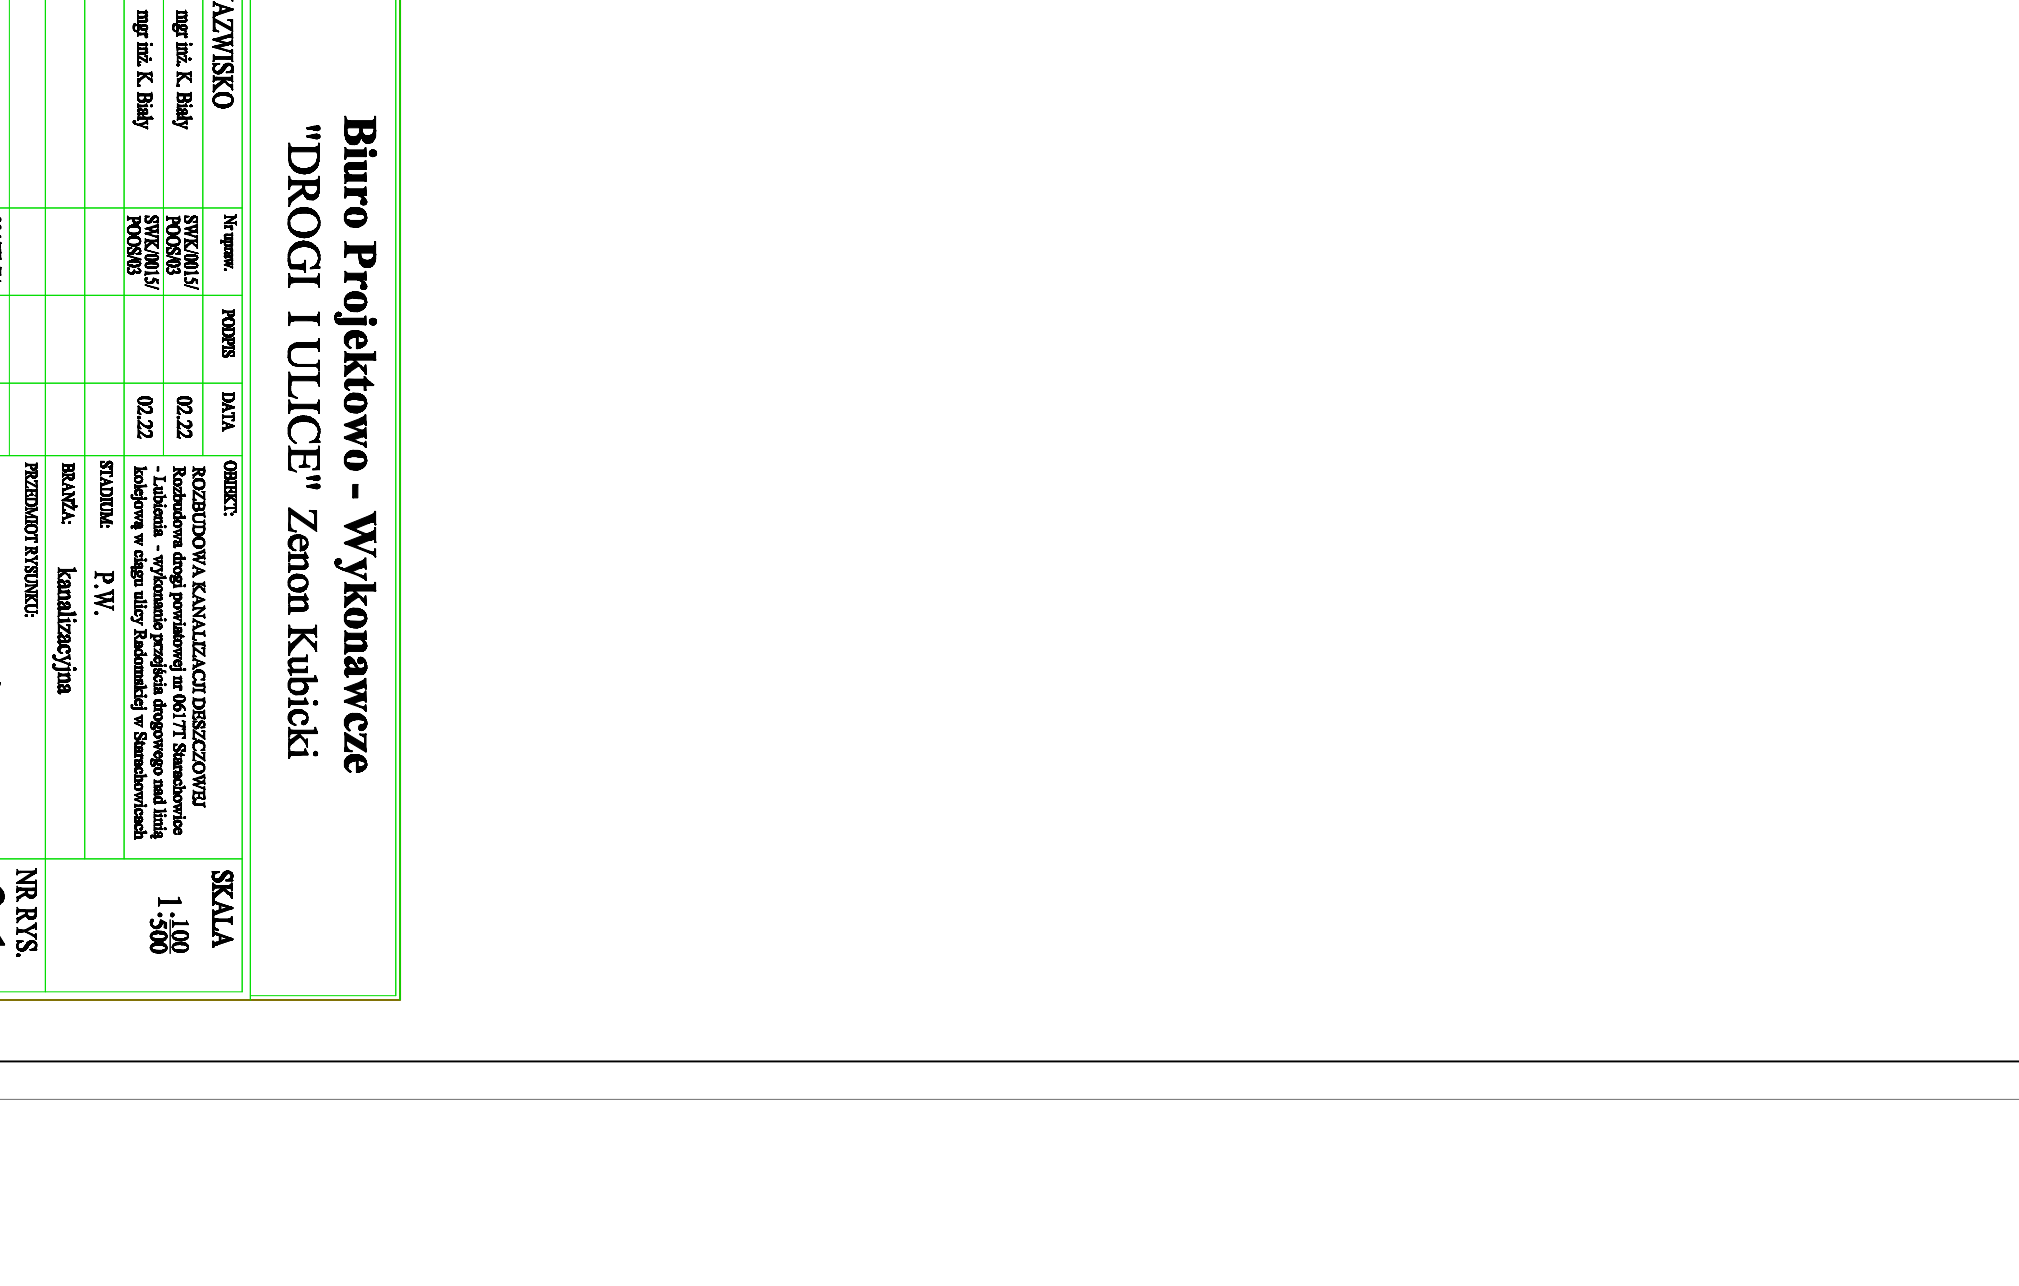 Biuro Projektowo - Wykonawcze
"DROGI I ULICE" Zenon Kubicki
AZWISKO
Nr upraw.
PODPIS
DATA
OBIEKT:
SKALA
mgr inż. K. Biały
SWK/0015/
POOS/03
02.22
mgr inż. K. Biały
SWK/0015/
POOS/03
02.22
ROZBUDOWA KANALIZACJI DESZCZOWEJ
Rozbudowa drogi powiatowej nr 0617T Starachowice
- Lubienia - wykonanie przejścia drogowego nad linią
kolejową w ciągu ulicy Radomskiej w Starachowicach
1:100
500
STADIUM: P.W.
BRANŻA: kanalizacyjna
PRZEDMIOT RYSUNKU:
NR RYS.